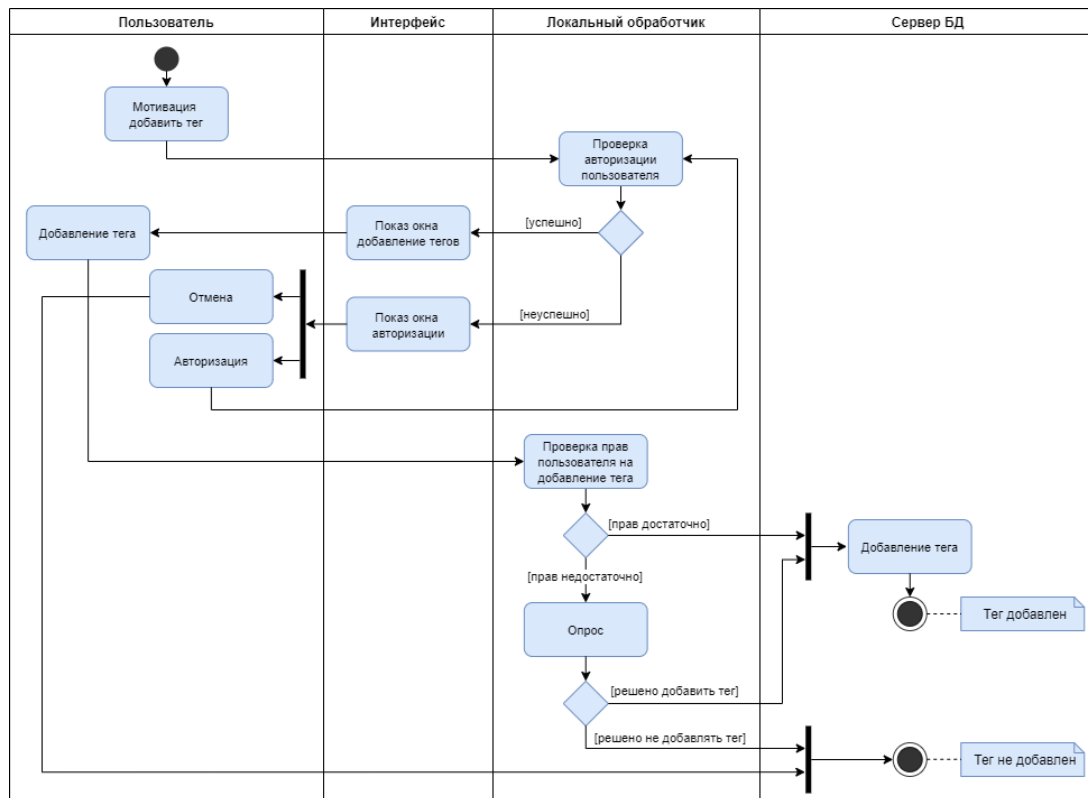 Пользователь
Интерфейс
Локальный обработчик
Сервер БД
Мотивация
добавить тег
Проверка
авторизации
пользователя
Добавление тега
Показ окна
добавление тегов
[успешно]
Отмена
Показ окна
авторизации
[неуспешно]
Авторизация
Проверка прав
пользователя на
добавление тега
[прав достаточно]
Добавление тега
[прав недостаточно]
Тег добавлен
Опрос
[решено добавить тег]
[решено не добавлять тег]
Тег не добавлен